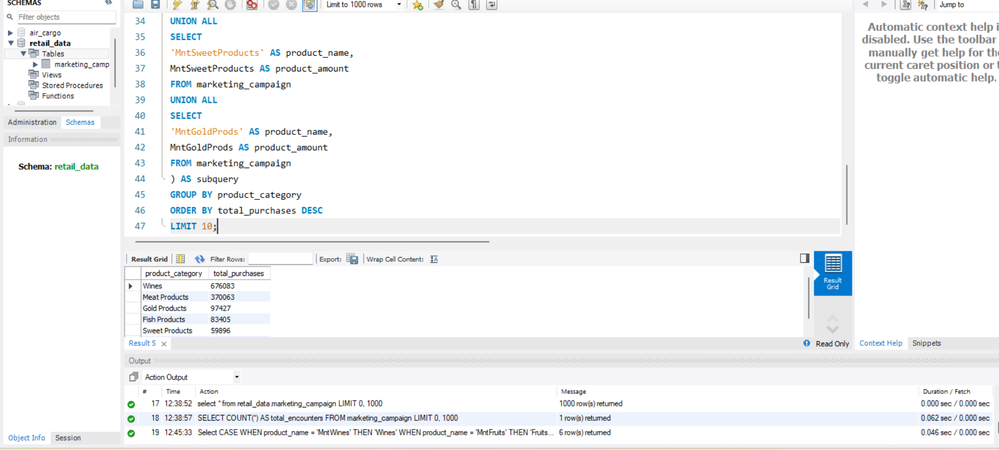 SCHEMAS
Filter objects
air_cargo
retail_data
Tables
marketing_camp
Views
Stored Procedures
Functions
Administration Schemas
Information
Schema: retail_data
Object Info Session
Limit to 1000 rows
34 UNION ALL
35 SELECT
36 'MntSweetProducts' AS product_name,
37 MntSweetProducts AS product_amount
38 FROM marketing_campaign
39 UNION ALL
40 SELECT
41 'MntGoldProds' AS product_name,
42 MntGoldProds AS product_amount
43 FROM marketing_campaign
44 ) AS subquery
45 GROUP BY product_category
46 ORDER BY total_purchases DESC
47 LIMIT 10;
Result Grid Filter Rows: Export: Wrap Cell Content: IA
product_category total_purchases
Wines 676083
Meat Products 370063
Gold Products 97427
Fish Products 83405
Sweet Products 59896
Result
Grid
Result 5
Read Only
Jump to
Automatic context help i
disabled. Use the toolbar
manually get help for the
current caret position or t
toggle automatic help.
Context Help Snippets
Output
Action Output
# Time Action Message Duration / Fetch
17 12:38:52 select * from retail_data.marketing_campaign LIMIT 0, 1000 1000 row(s) returned 0.000 sec / 0.000 sec
18 12:38:57 SELECT COUNT(*) AS total_encounters FROM marketing_campaign LIMIT 0, 1000 1 row(s) returned 0.062 sec / 0.000 sec
19 12:45:33 Select CASE WHEN product_name = 'MntWines' THEN 'Wines' WHEN product_name = 'MntFruits' THEN 'Fruits... 6 row(s) returned 0.046 sec / 0.000 sec